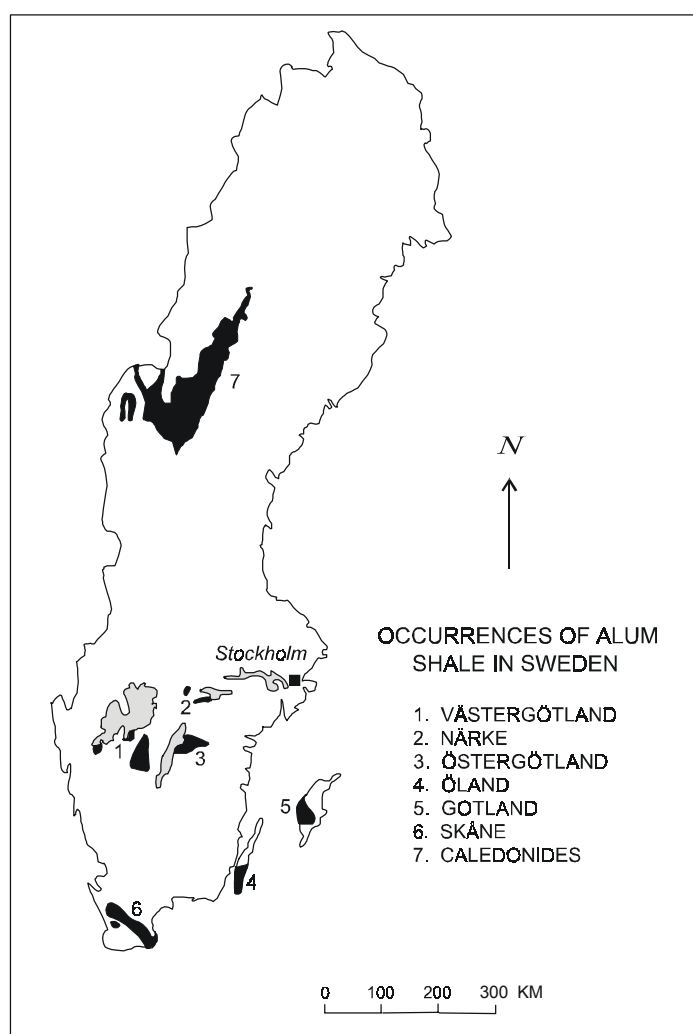 7
N
OCCURRENCES OF ALUM
SHALE IN SWEDEN
Stockholm
1. VÄSTERGÖTLAND
2. NÄRKE
3. ÖSTERGÖTLAND
4. ÖLAND
5. GOTLAND
6. SKÅNE
7. CALEDONIDES
2
1
3
5
4
6
0 100 200 300 KM